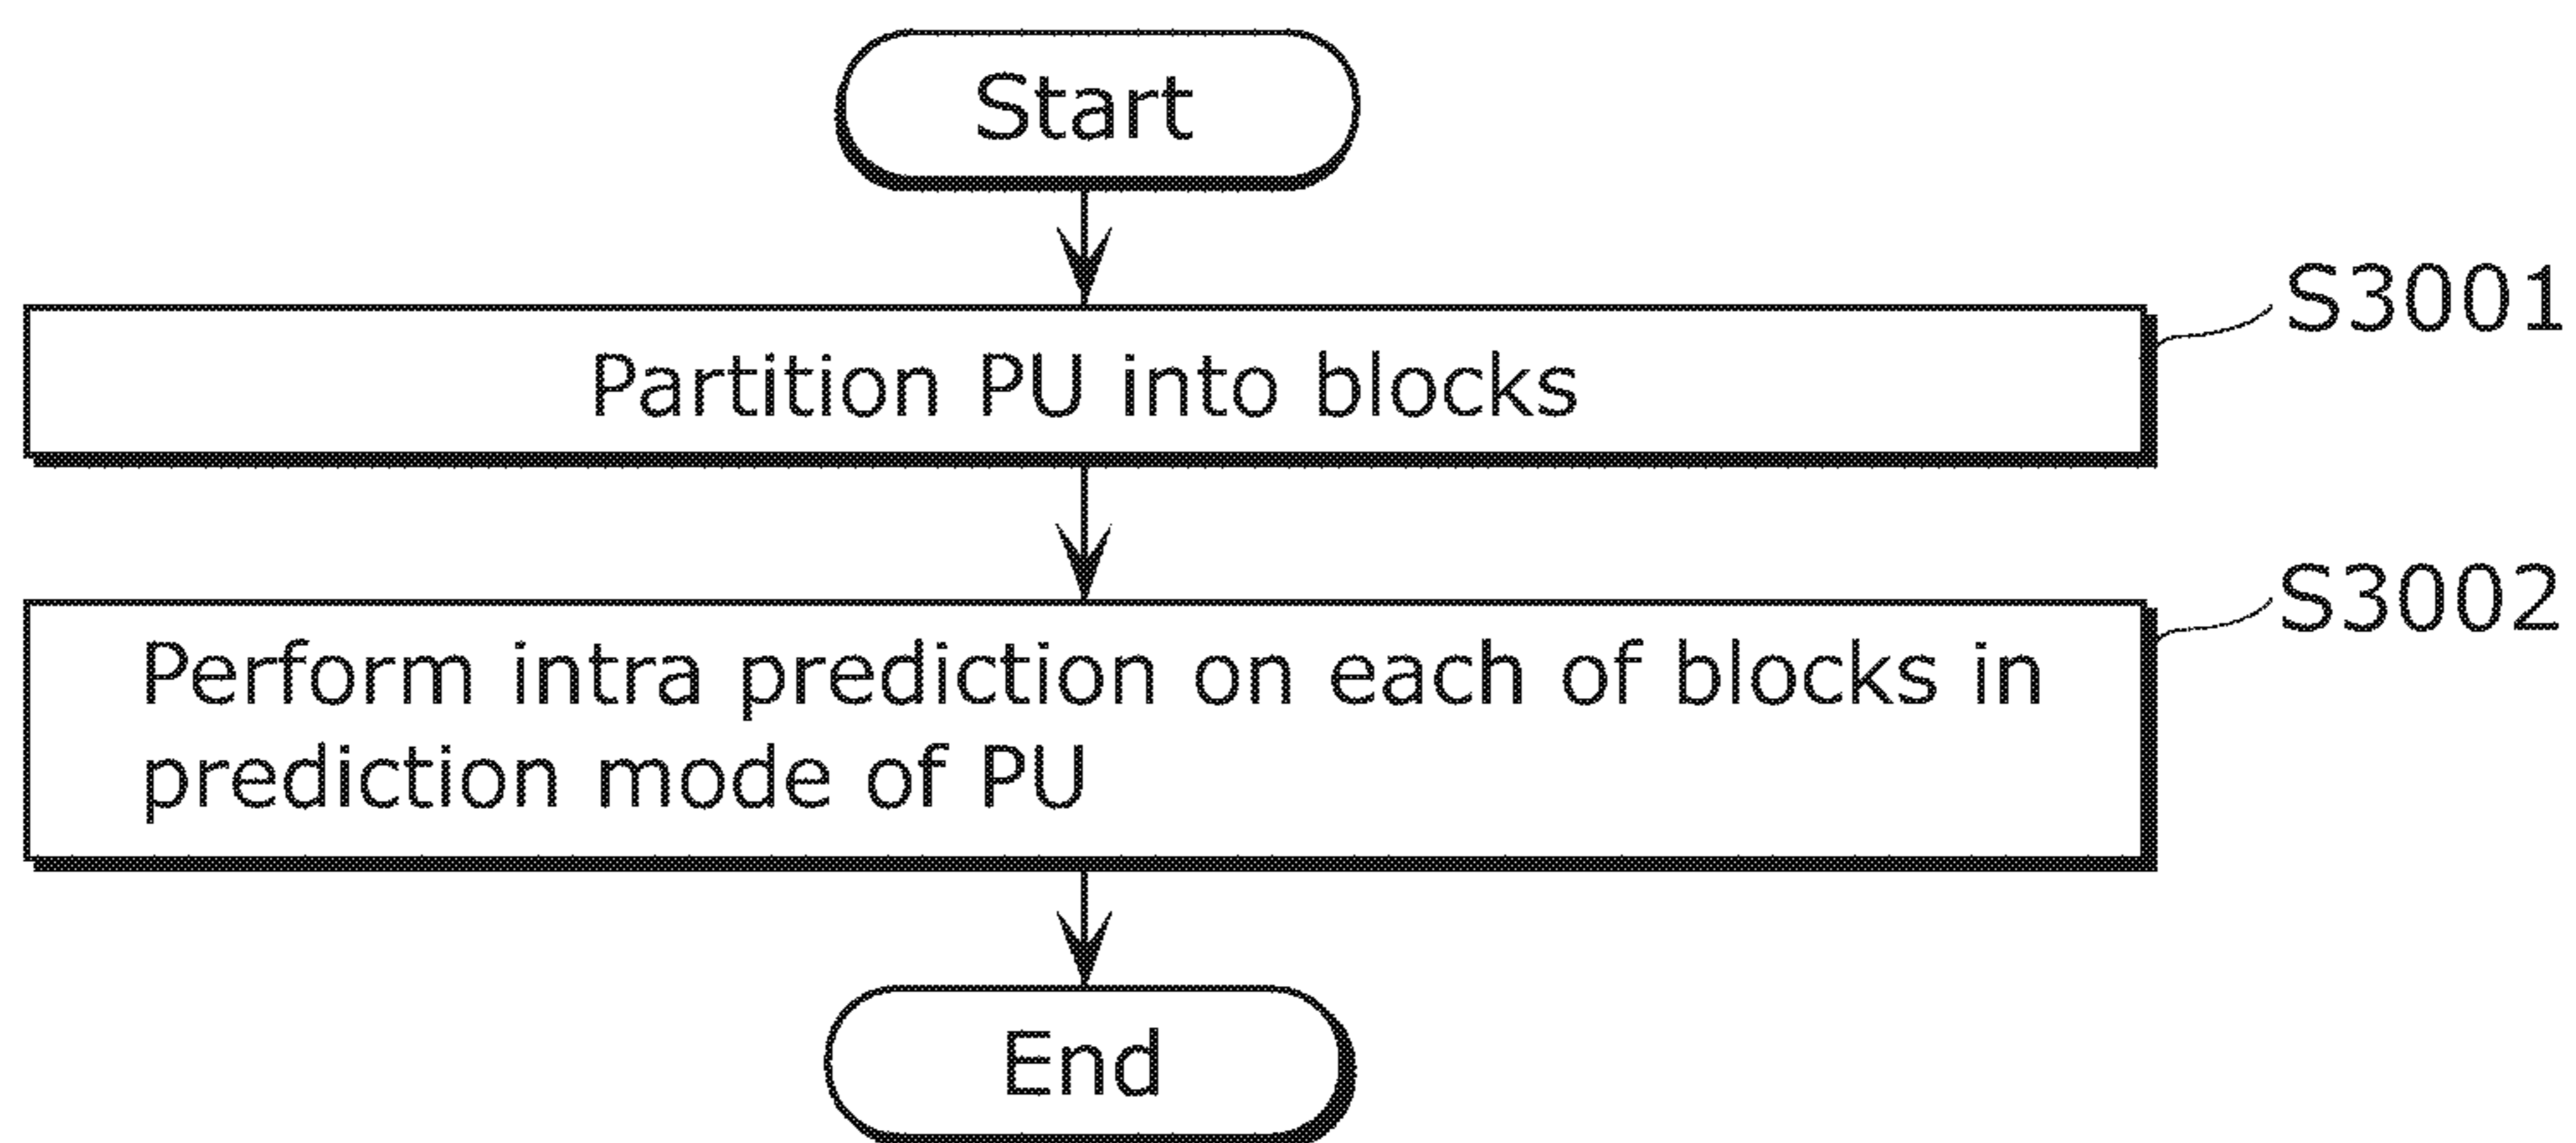 Start
S3001
Partition PU into blocks
S3002
Perform intra prediction on each of blocks in
prediction mode of PU
End